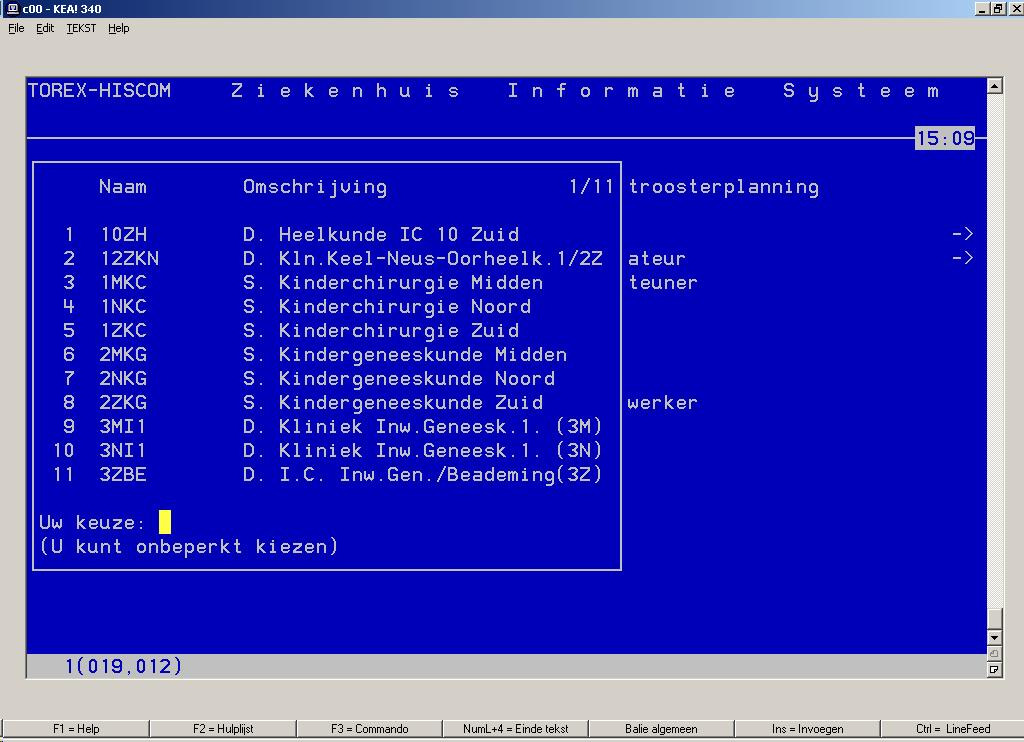 c00 - KEA! 340
File Edit TEKST Help
TOREX-HISCOM Z i e k e n h u i s I n f o r m a t i e S y s t e e m
15:09
Naam Omschrijving 1/11 troosterplanning
1 10ZH D. Heelkunde IC 10 Zuid ->
2 12ZKN D. Kln.Keel-Neus-Oorheelk.1/2Z ateur ->
3 1MKC S. Kinderchirurgie Midden teuner
4 1NKC S. Kinderchirurgie Noord
5 1ZKC S. Kinderchirurgie Zuid
6 2MKG S. Kindergeneeskunde Midden
7 2NKG S. Kindergeneeskunde Noord
8 2ZKG S. Kindergeneeskunde Zuid werker
9 3MI1 D. Kliniek Inw.Geneesk.1. (3M)
10 3NI1 D. Kliniek Inw.Geneesk.1. (3N)
11 3ZBE D. I.C. Inw.Gen./Beademing(3Z)
Uw keuze:
(U kunt onbeperkt kiezen)
1(019,012)
F1 = Help F2 = Hulplijst F3 = Commando NumL+4 = Einde tekst Balie algemeen Ins = Invoegen Ctrl = LineFeed